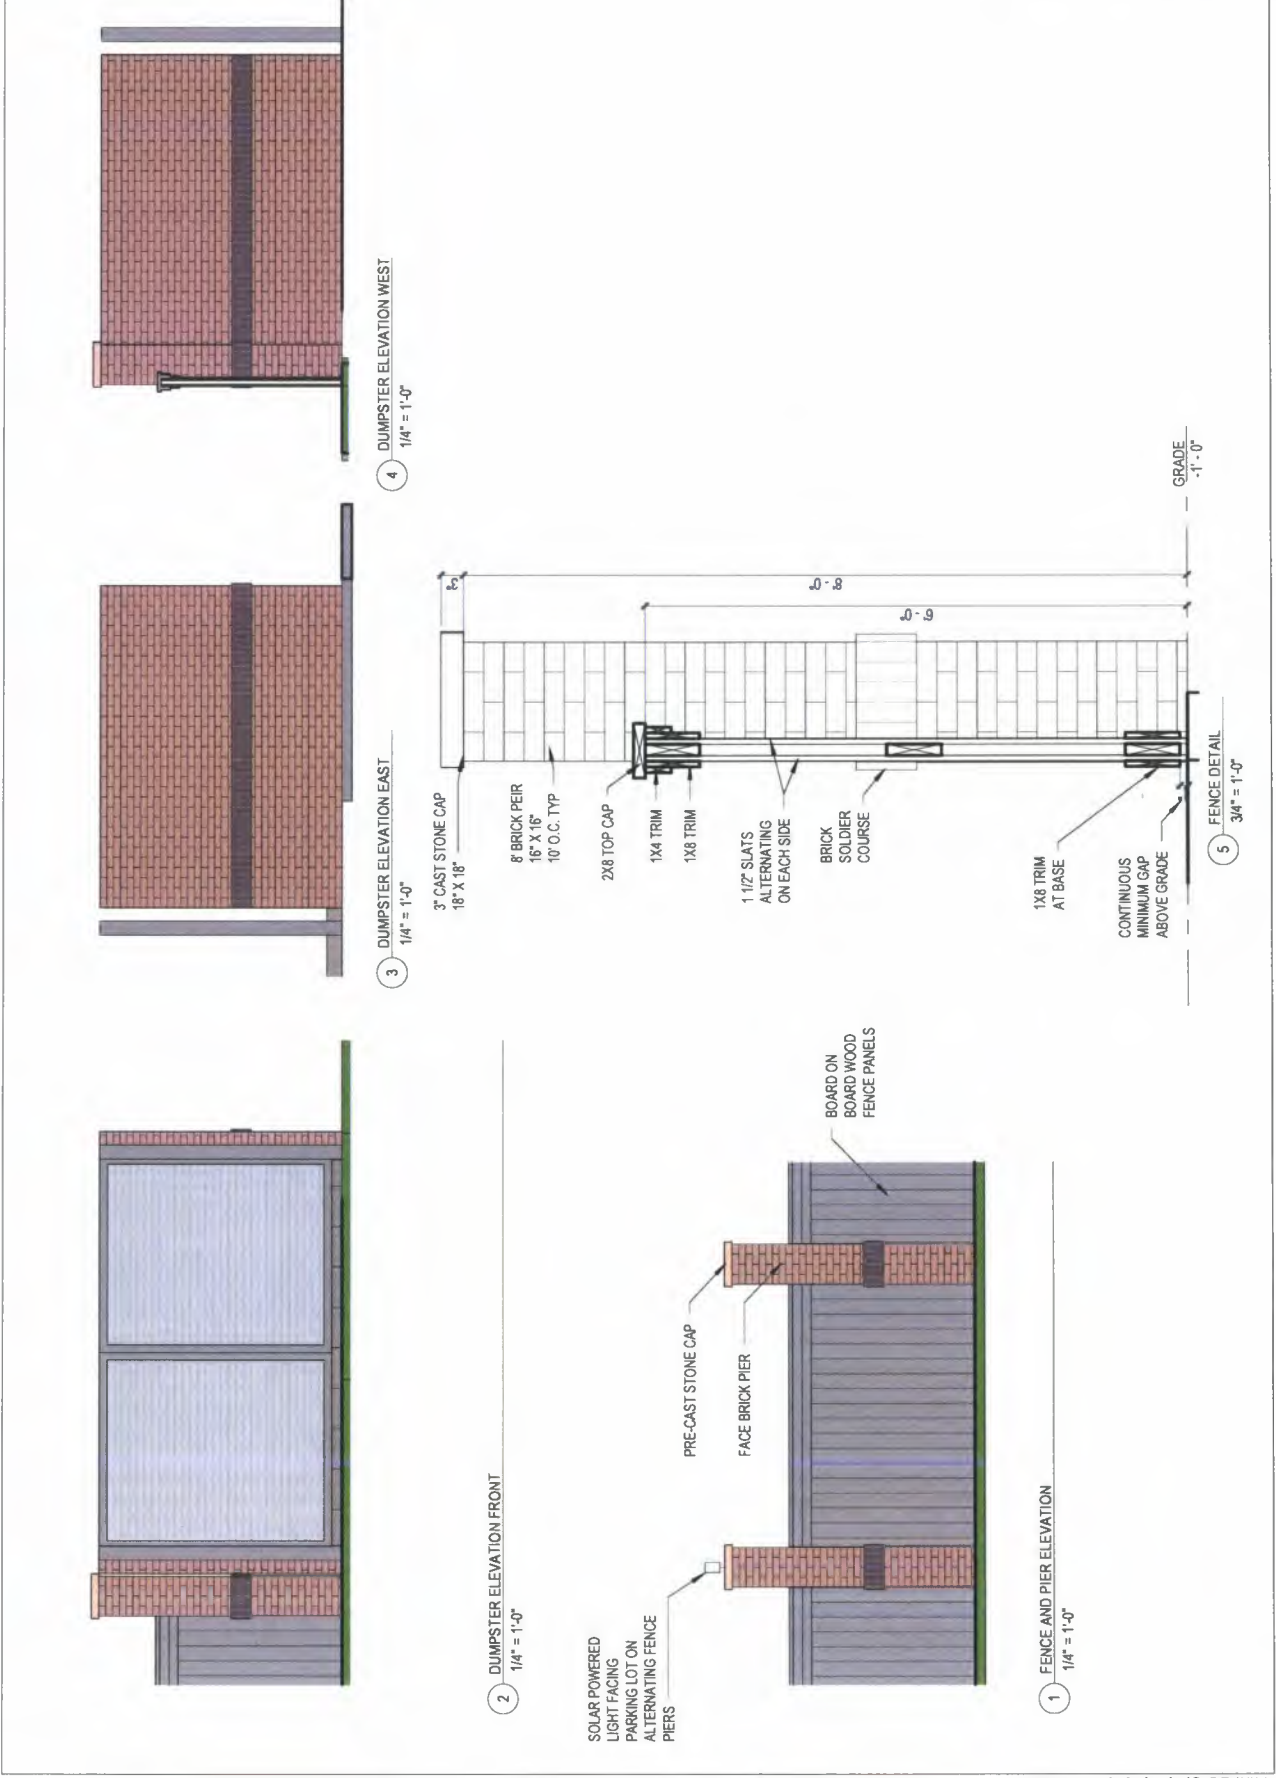 2
DUMPSTER ELEVATION FRONT
1/4" = 1'-0"
3
DUMPSTER ELEVATION EAST
1/4" = 1'-0"
4
DUMPSTER ELEVATION WEST
1/4" = 1'-0"
SOLAR POWERED
LIGHT FACING
PARKING LOT ON
ALTERNATING FENCE
PIERS
PRE-CAST STONE CAP
FACE BRICK PIER
BOARD ON
BOARD WOOD
FENCE PANELS
1
FENCE AND PIER ELEVATION
1/4" = 1'-0"
3" CAST STONE CAP
18" X 18"
8' BRICK PEIR
16" X 16"
10' O.C. TYP
2X8 TOP CAP
1X4 TRIM
1X8 TRIM
1 1/2" SLATS
ALTERNATING
ON EACH SIDE
BRICK
SOLDIER
COURSE
1X8 TRIM
AT BASE
CONTINUOUS
MINIMUM GAP
ABOVE GRADE
3"
8' - 0"
6' - 0"
GRADE
-1' - 0"
5
FENCE DETAIL
3/4" = 1'-0"